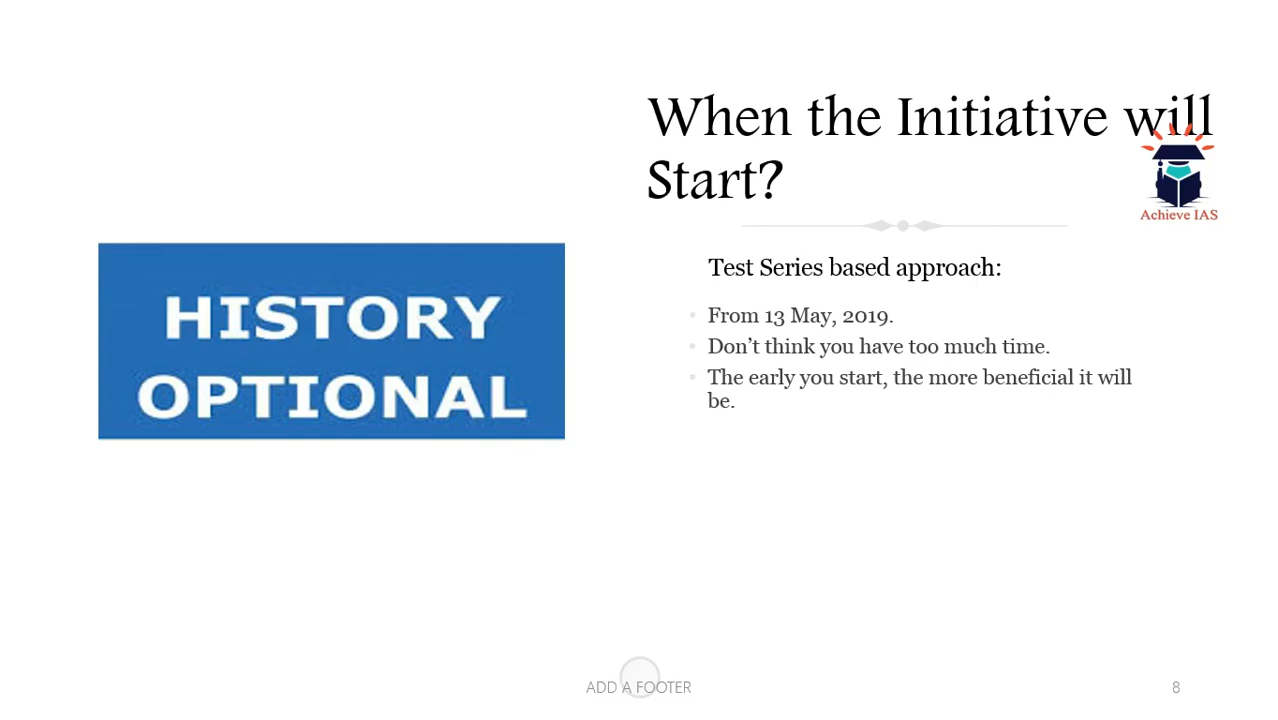 When the Initiative will
Start?
Achieve IAS
HISTORY
OPTIONAL
Test Series based approach:
From 13 May, 2019.
Don’t think you have too much time.
The early you start, the more beneficial it will
be.
ADD A FOOTER
8